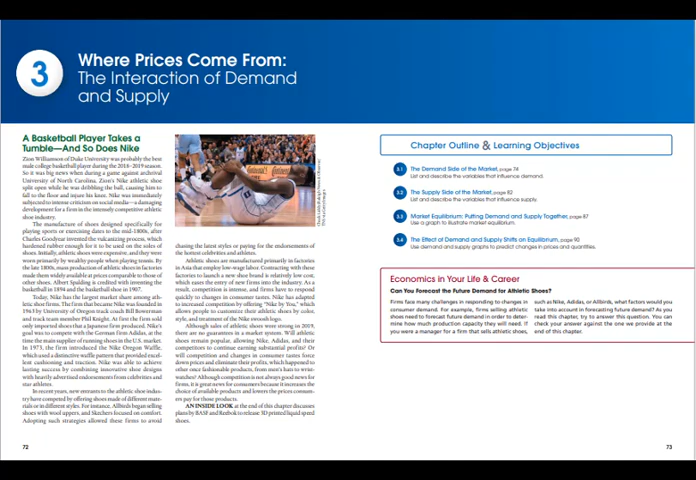 3
Where Prices Come From:
The Interaction of Demand
and Supply
A Basketball Player Takes a
Tumble—And So Does Nike
Zion Williamson of Duke University was probably the best
male college basketball player during the 2018–2019 season.
So it was big news when during a game against archrival
University of North Carolina, Zion's Nike athletic shoe
split open while he was dribbling the ball, causing him to
fall to the floor and injure his knee. Nike was immediately
subjected to intense criticism on social media—a damaging
development for a firm in the intensely competitive athletic
shoe industry.
The manufacture of shoes designed specifically for
playing sports or exercising dates to the mid-1800s, after
Charles Goodyear invented the vulcanizing process, which
hardened rubber enough for it to be used on the soles of
shoes. Initially, athletic shoes were expensive, and they were
worn primarily by wealthy people when playing tennis. By
the late 1800s, mass production of athletic shoes in factories
made them widely available at prices comparable to those of
other shoes. Albert Spalding is credited with inventing the
basketball in 1894 and the basketball shoe in 1907.
Today, Nike has the largest market share among ath-
letic shoe firms. The firm that became Nike was founded in
1963 by University of Oregon track coach Bill Bowerman
and track team member Phil Knight. At first the firm sold
only imported shoes that a Japanese firm produced. Nike's
goal was to compete with the German firm Adidas, at the
time the main supplier of running shoes in the U.S. market.
In 1973, the firm introduced the Nike Oregon Waffle,
which used a distinctive waffle pattern that provided excel-
lent cushioning and traction. Nike was able to achieve
lasting success by combining innovative shoe designs
with heavily advertised endorsements from celebrities and
star athletes.
In recent years, new entrants to the athletic shoe indus-
try have competed by offering shoes made of different mate-
rials or in different styles. For instance, Allbirds began selling
shoes with wool uppers, and Skechers focused on comfort.
Adopting such strategies allowed these firms to avoid
chasing the latest styles or paying for the endorsements of
the hottest celebrities and athletes.
Athletic shoes are manufactured primarily in factories
in Asia that employ low-wage labor. Contracting with these
factories to launch a new shoe brand is relatively low cost,
which eases the entry of new firms into the industry. As a
result, competition is intense, and firms have to respond
quickly to changes in consumer tastes. Nike has adapted
to increased competition by offering "Nike by You," which
allows people to customize their athletic shoes by color,
style, and treatment of the Nike swoosh logo.
Although sales of athletic shoes were strong in 2019,
there are no guarantees in a market system. Will athletic
shoes remain popular, allowing Nike, Adidas, and their
competitors to continue earning substantial profits? Or
will competition and changes in consumer tastes force
down prices and eliminate their profits, which happened to
other once fashionable products, from men's hats to wrist-
watches? Although competition is not always good news for
firms, it is great news for consumers because it increases the
choice of available products and lowers the prices consum-
ers pay for those products.
AN INSIDE LOOK at the end of this chapter discusses
plans by BASF and Reebok to release 3D printed liquid speed
shoes.
72
Chapter Outline & Learning Objectives
3.1 The Demand Side of the Market, page 74
List and describe the variables that influence demand.
3.2 The Supply Side of the Market, page 82
List and describe the variables that influence supply.
3.3 Market Equilibrium: Putting Demand and Supply Together, page 87
Use a graph to illustrate market equilibrium.
3.4 The Effect of Demand and Supply Shifts on Equilibrium, page 90
Use demand and supply graphs to predict changes in prices and quantities.
Economics in Your Life & Career
Can You Forecast the Future Demand for Athletic Shoes?
Firms face many challenges in responding to changes in
consumer demand. For example, firms selling athletic
shoes need to forecast future demand in order to deter-
mine how much production capacity they will need. If
you were a manager for a firm that sells athletic shoes,
such as Nike, Adidas, or Allbirds, what factors would you
take into account in forecasting future demand? As you
read this chapter, try to answer this question. You can
check your answer against the one we provide at the
end of this chapter.
73